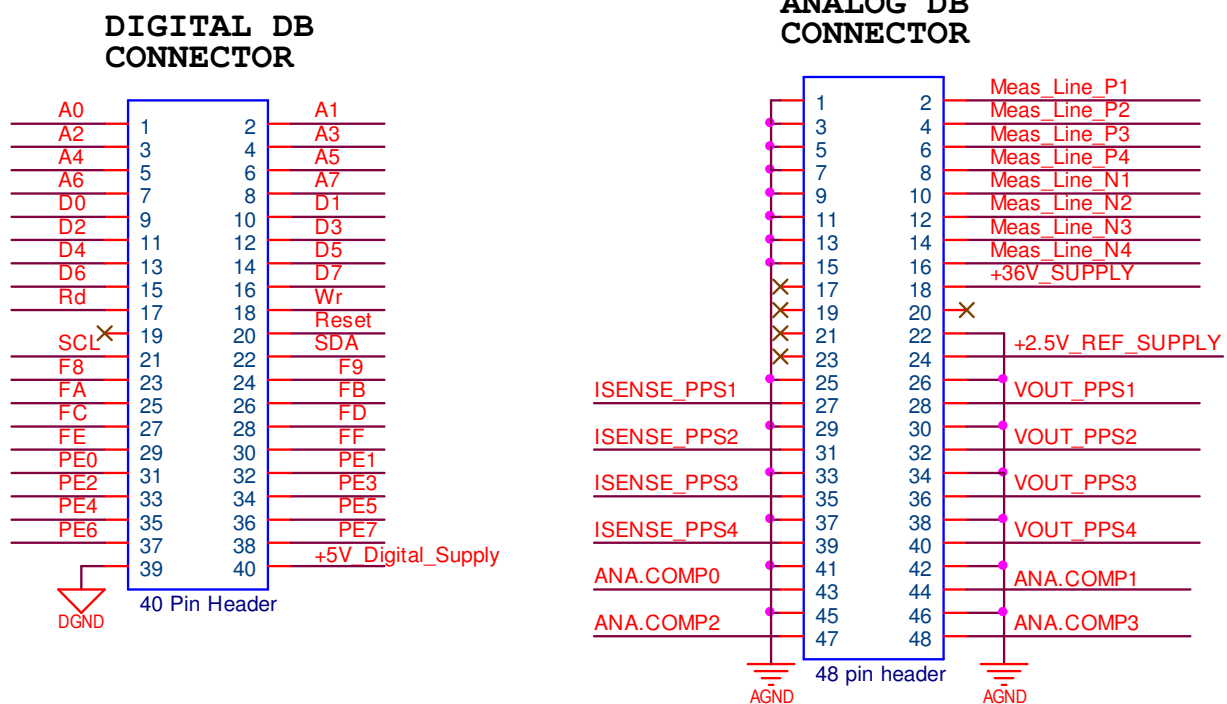 DIGITAL DB
CONNECTOR
A0 1 2 A1
A2 3 4 A3
A4 5 6 A5
A6 7 8 A7
D0 9 10 D1
D2 11 12 D3
D4 13 14 D5
D6 15 16 D7
Rd 17 18 Wr
19 20 Reset
SCL 21 22 SDA
F8 23 24 F9
FA 25 26 FB
FC 27 28 FD
FE 29 30 FF
PE0 31 32 PE1
PE2 33 34 PE3
PE4 35 36 PE5
PE6 37 38 PE7
39 40 +5V_Digital_Supply
40 Pin Header
DGND
ANALOG DB
CONNECTOR
1 2 Meas_Line_P1
3 4 Meas_Line_P2
5 6 Meas_Line_P3
7 8 Meas_Line_P4
9 10 Meas_Line_N1
11 12 Meas_Line_N2
13 14 Meas_Line_N3
15 16 Meas_Line_N4
17 18 +36V_SUPPLY
19 20
21 22
23 24 +2.5V_REF_SUPPLY
25 26
ISENSE_PPS1 27 28 VOUT_PPS1
29 30
ISENSE_PPS2 31 32 VOUT_PPS2
33 34
ISENSE_PPS3 35 36 VOUT_PPS3
37 38
ISENSE_PPS4 39 40 VOUT_PPS4
41 42
ANA.COMP0 43 44 ANA.COMP1
45 46
ANA.COMP2 47 48 ANA.COMP3
48 pin header
AGND AGND